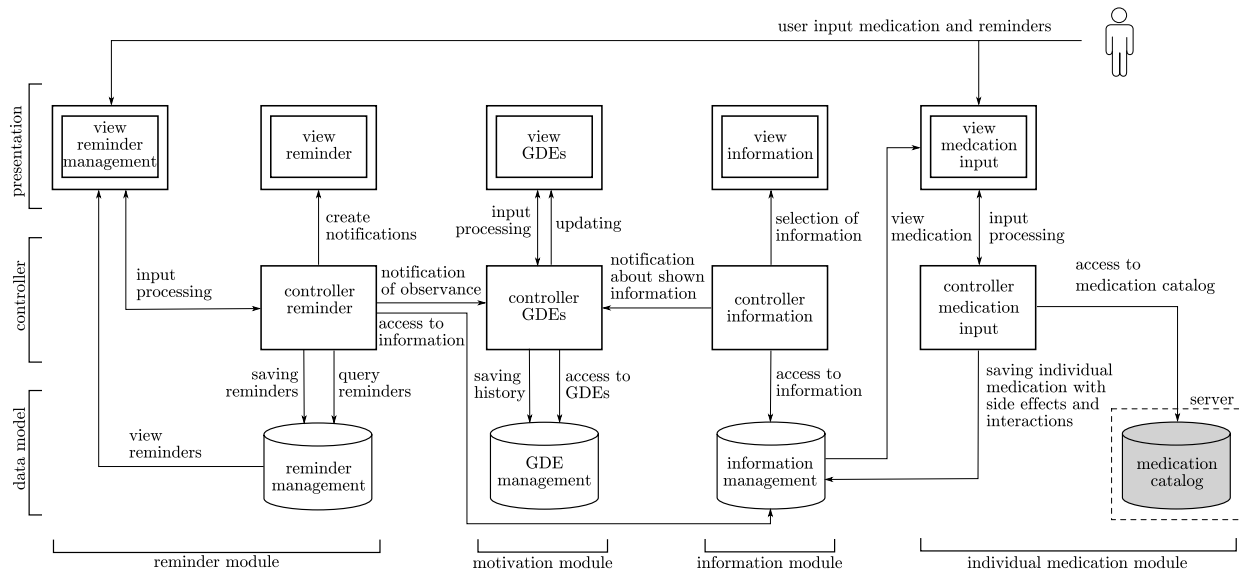 user input medication and reminders
presentation
view
reminder
management
view
reminder
view
GDEs
view
information
view
medcation
input
create
notifications
input
processing
updating
selection of
information
view
medication
input
processing
controller
input
processing
controller
reminder
notification
of observance
access to
information
controller
GDEs
notification
about shown
information
controller
information
controller
medication
input
access to
medication catalog
saving
reminders
query
reminders
saving
history
access to
GDEs
access to
information
saving individual
medication with
side effects and
interactions
server
data model
view
reminders
reminder
management
GDE
management
information
management
medication
catalog
reminder module
motivation module
information module
individual medication module